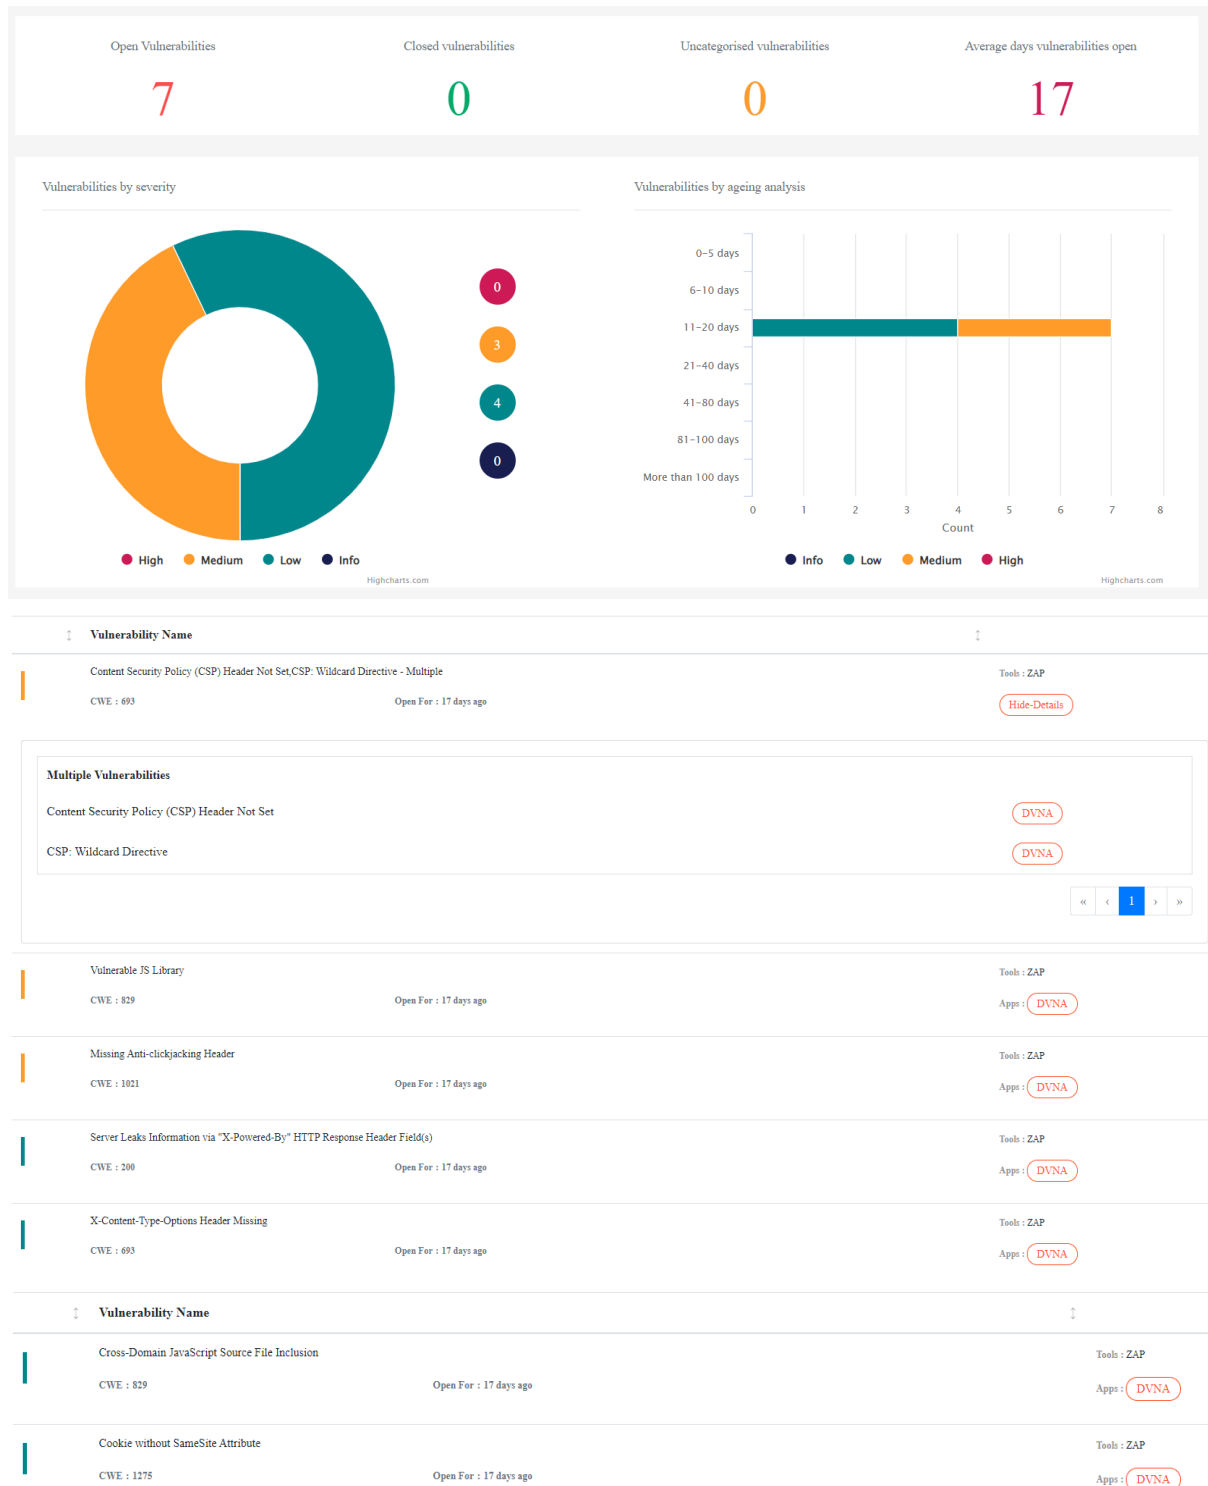 Open Vulnerabilities Closed vulnerabilities Uncategorised vulnerabilities Average days vulnerabilities open
7 0 0 17
Vulnerabilities by severity
0
3
4
0
High Medium Low Info
Highcharts.com
Vulnerabilities by ageing analysis
0-5 days
6-10 days
11-20 days
21-40 days
41-80 days
81-100 days
More than 100 days
0 1 2 3 4 5 6 7 8
Count
Info Low Medium High
Highcharts.com
Vulnerability Name
Content Security Policy (CSP) Header Not Set,CSP: Wildcard Directive - Multiple Tools : ZAP
CWE : 693 Open For : 17 days ago Hide-Details
Multiple Vulnerabilities
Content Security Policy (CSP) Header Not Set DVNA
CSP: Wildcard Directive DVNA
« ‹ 1 › »
Vulnerable JS Library Tools : ZAP
CWE : 829 Open For : 17 days ago Apps : DVNA
Missing Anti-clickjacking Header Tools : ZAP
CWE : 1021 Open For : 17 days ago Apps : DVNA
Server Leaks Information via "X-Powered-By" HTTP Response Header Field(s) Tools : ZAP
CWE : 200 Open For : 17 days ago Apps : DVNA
X-Content-Type-Options Header Missing Tools : ZAP
CWE : 693 Open For : 17 days ago Apps : DVNA
Vulnerability Name
Cross-Domain JavaScript Source File Inclusion Tools : ZAP
CWE : 829 Open For : 17 days ago Apps : DVNA
Cookie without SameSite Attribute Tools : ZAP
CWE : 1275 Open For : 17 days ago Apps : DVNA